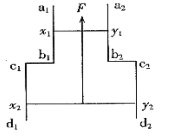 a₁ F a₂
x₁ y₁
b₁ b₂
c₁ c₂
x₂ y₂
d₁ d₂